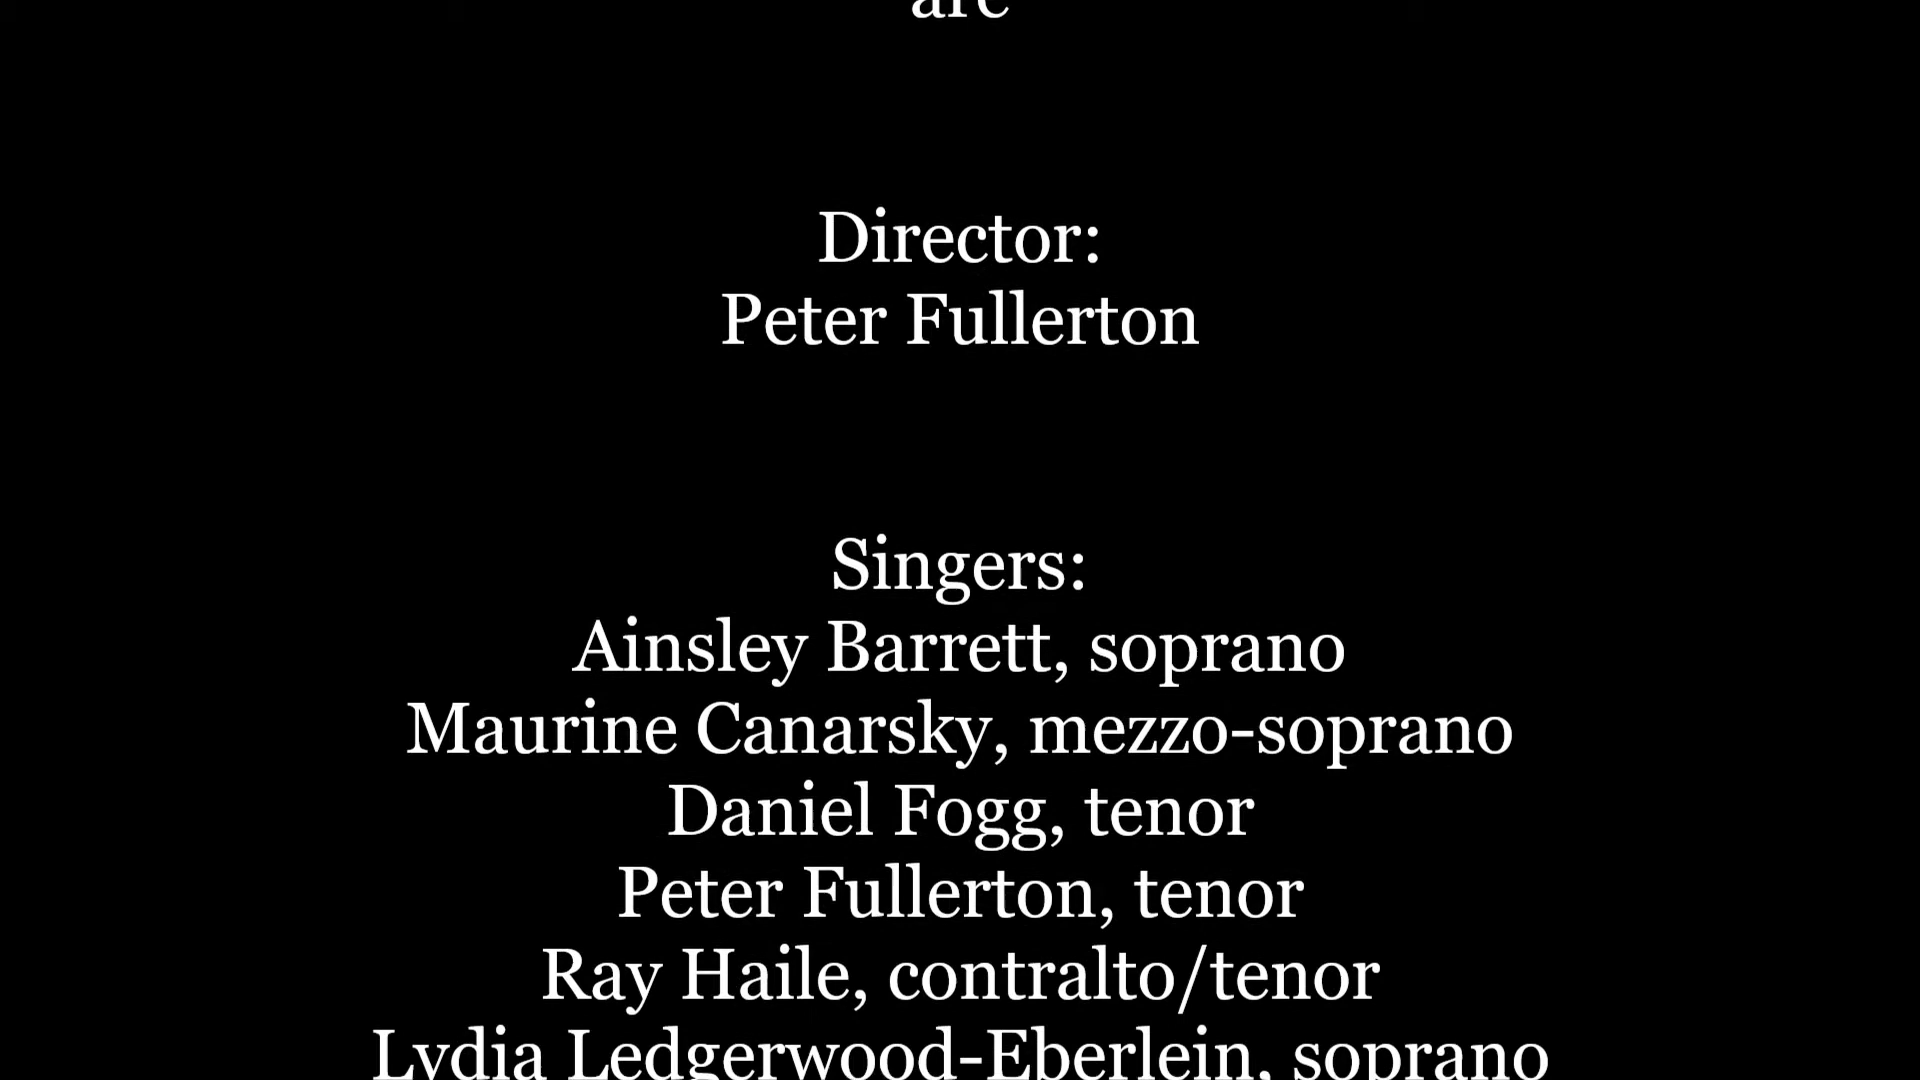 are
Director:
Peter Fullerton
Singers:
Ainsley Barrett, soprano
Maurine Canarsky, mezzo-soprano
Daniel Fogg, tenor
Peter Fullerton, tenor
Ray Haile, contralto/tenor
Lydia Ledgerwood-Eberlein, soprano